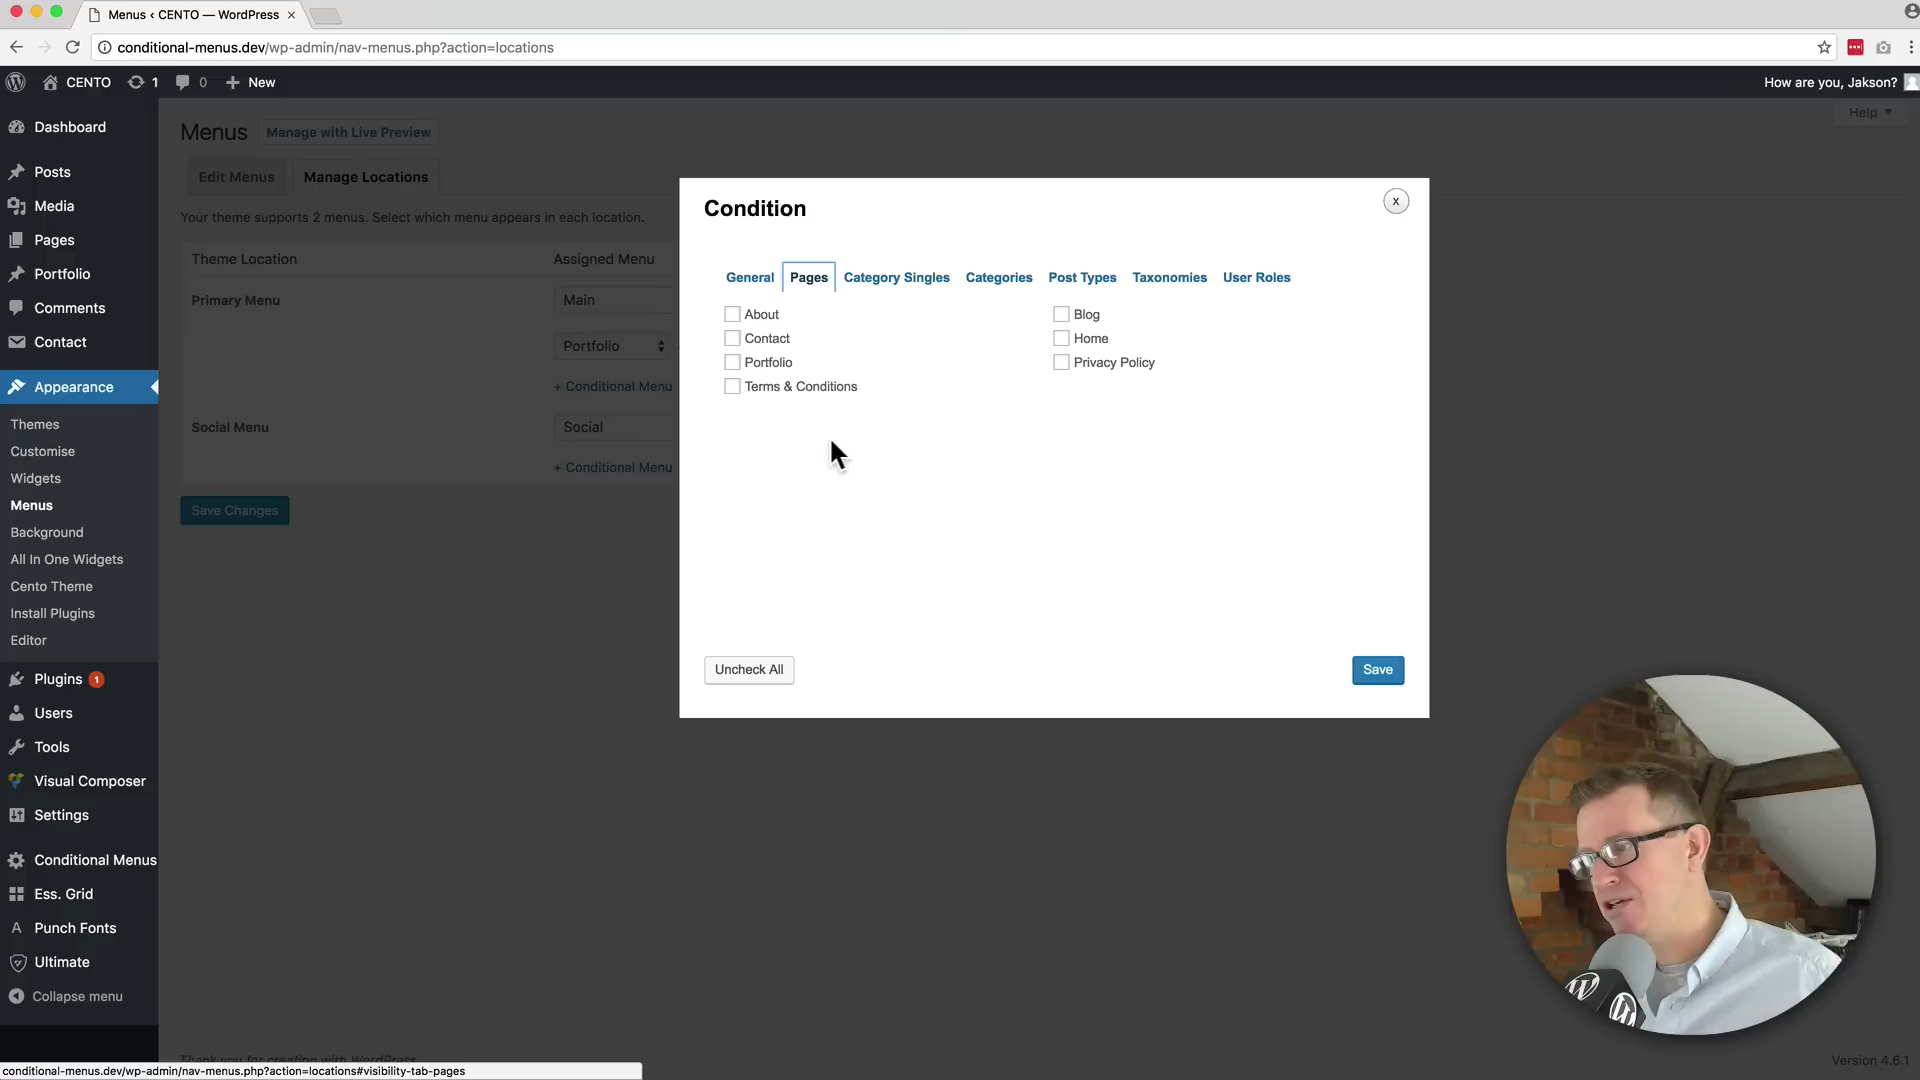 Menus ‹ CENTO — WordPress
conditional-menus.dev/wp-admin/nav-menus.php?action=locations
CENTO 1 0 + New How are you, Jakson?
Dashboard
Posts
Media
Pages
Portfolio
Comments
Contact
Appearance
Themes
Customise
Widgets
Menus
Background
All In One Widgets
Cento Theme
Install Plugins
Editor
Plugins 1
Users
Tools
Visual Composer
Settings
Conditional Menus
Ess. Grid
Punch Fonts
Ultimate
Collapse menu
Help
Menus Manage with Live Preview
Edit Menus Manage Locations
Your theme supports 2 menus. Select which menu appears in each location.
Theme Location Assigned Menu
Primary Menu Main
Portfolio
+ Conditional Menu
Social Menu Social
+ Conditional Menu
Save Changes
Condition x
General Pages Category Singles Categories Post Types Taxonomies User Roles
About Blog
Contact Home
Portfolio Privacy Policy
Terms & Conditions
Uncheck All Save
Thank you for creating with WordPress.
Version 4.6.1
conditional-menus.dev/wp-admin/nav-menus.php?action=locations#visibility-tab-pages